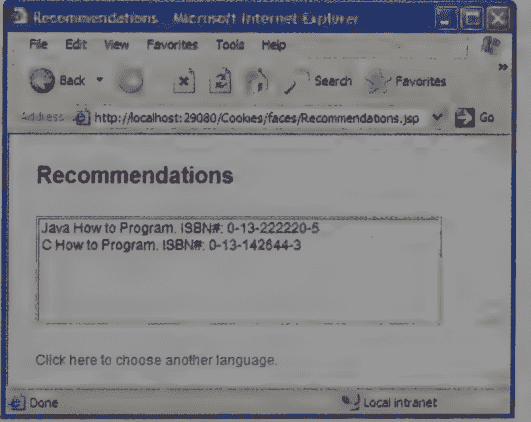 Recommendations - Microsoft Internet Explorer
File Edit View Favorites Tools Help
Back Search Favorites
Address http://localhost:29080/Cookies/faces/Recommendations.jsp Go
Recommendations
Java How to Program. ISBN#: 0-13-222220-5
C How to Program. ISBN#: 0-13-142644-3
Click here to choose another language.
Done Local intranet